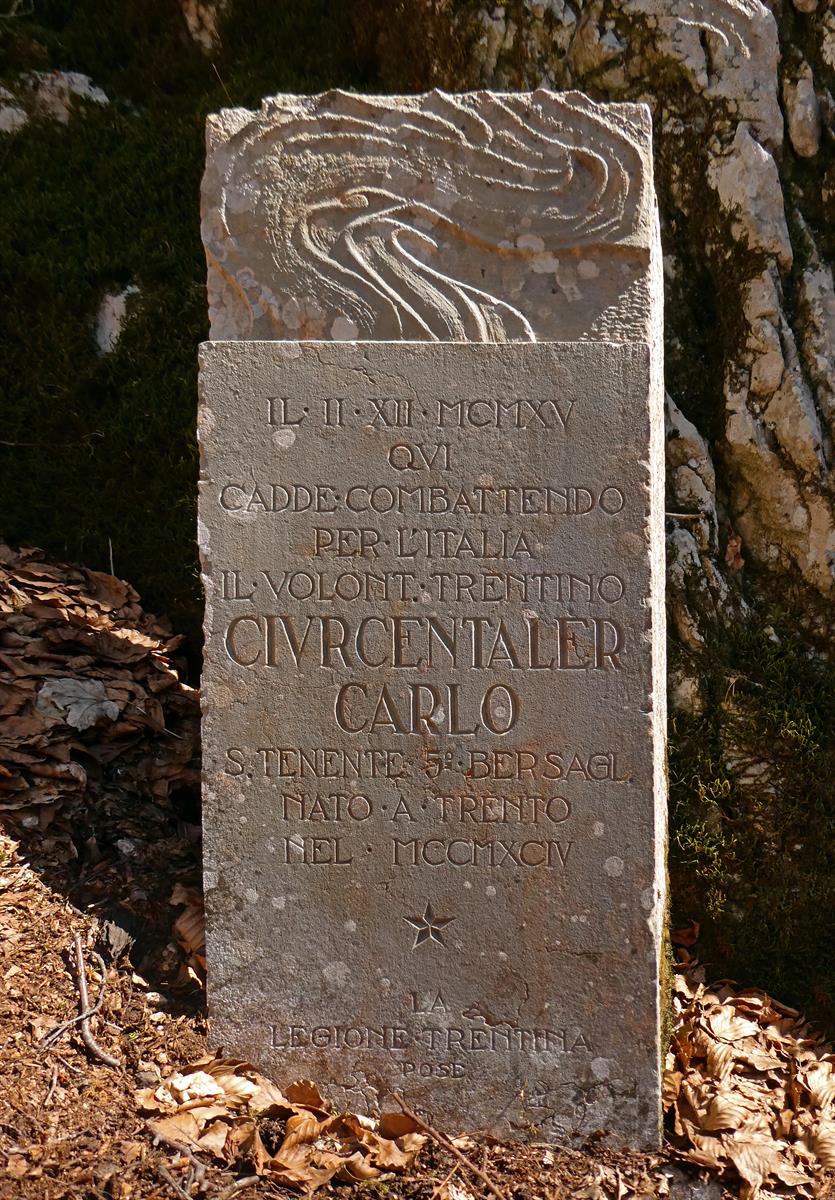 IL·II·XII·MCMXV
QVI
CADDE·COMBATTENDO
PER·L'ITALIA
IL·VOLONT.·TRENTINO
CIVRCENTALER
CARLO
S.TENENTE·5º·BERSAGL.
NATO·A·TRENTO
NEL·MCCMXCIV
LA
LEGIONE·TRENTINA
POSE